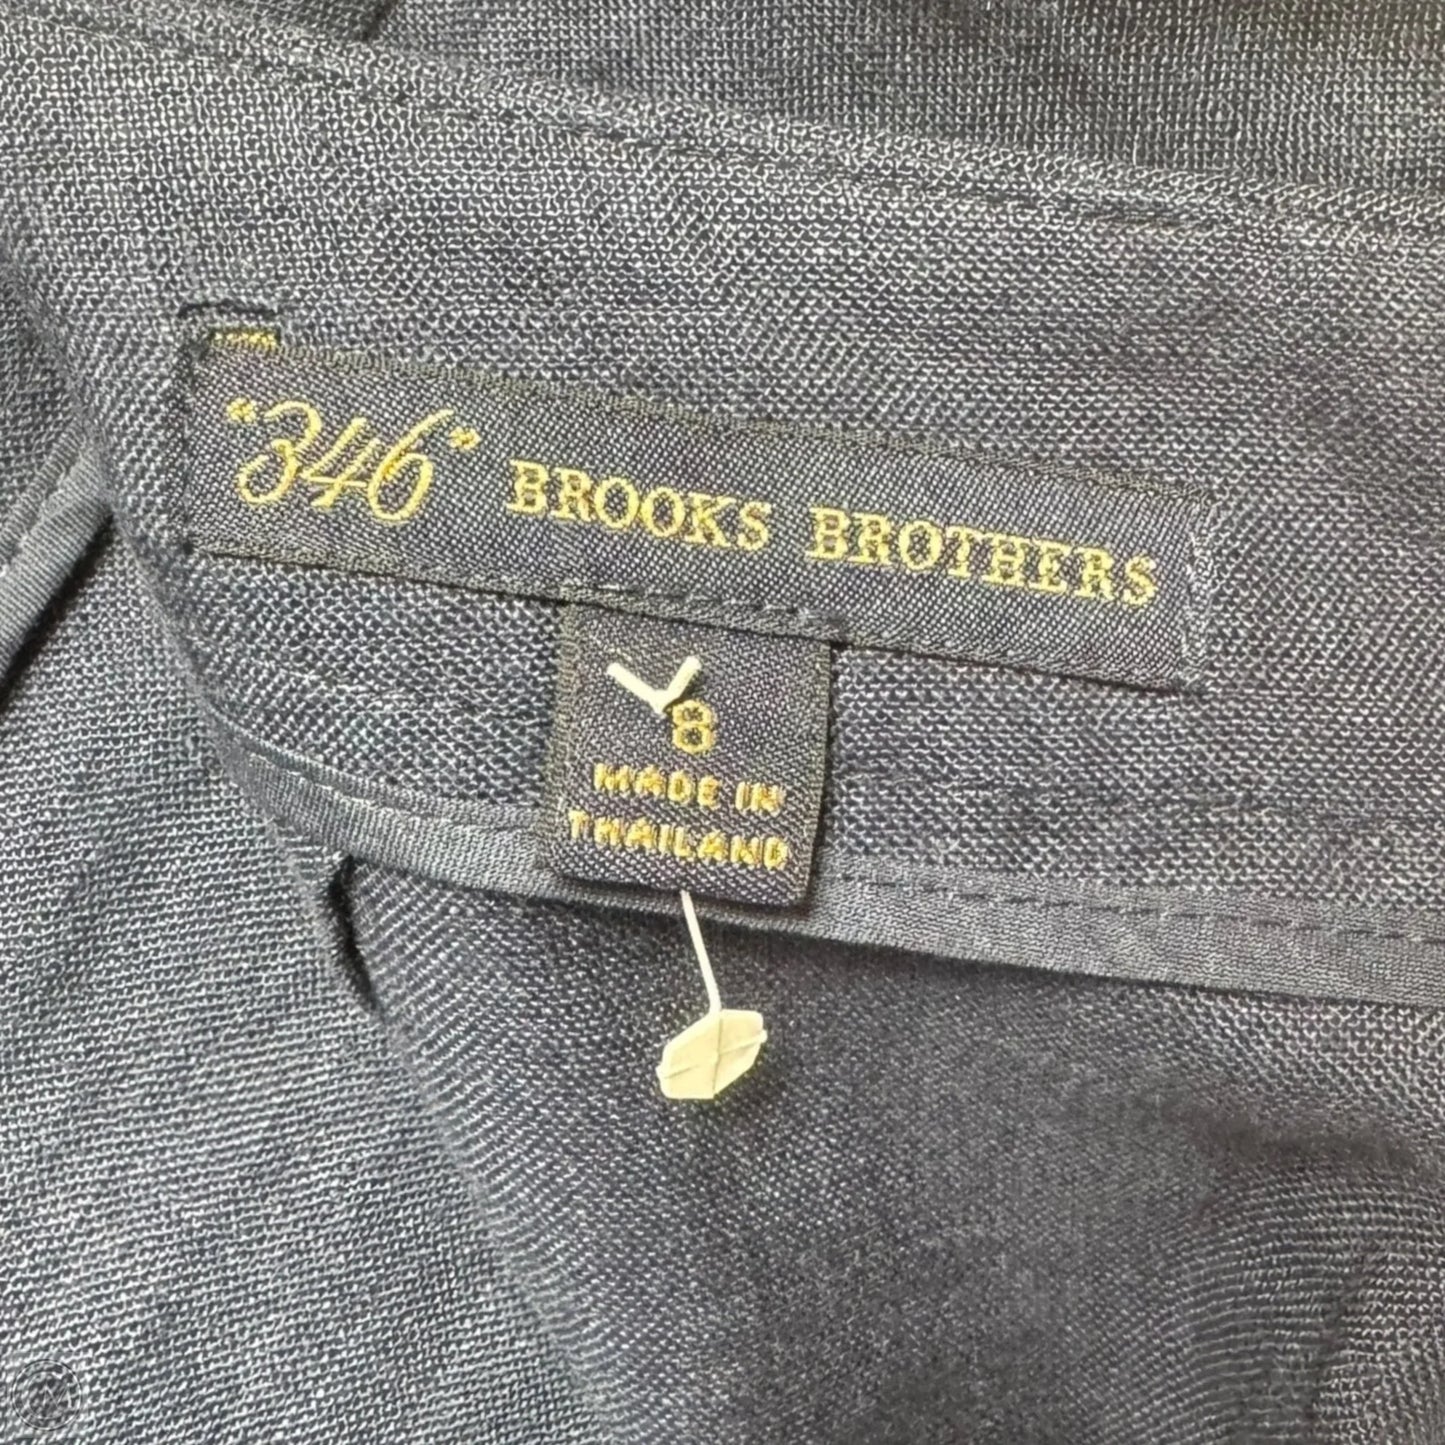 "346" BROOKS BROTHERS
8
MADE IN
THAILAND